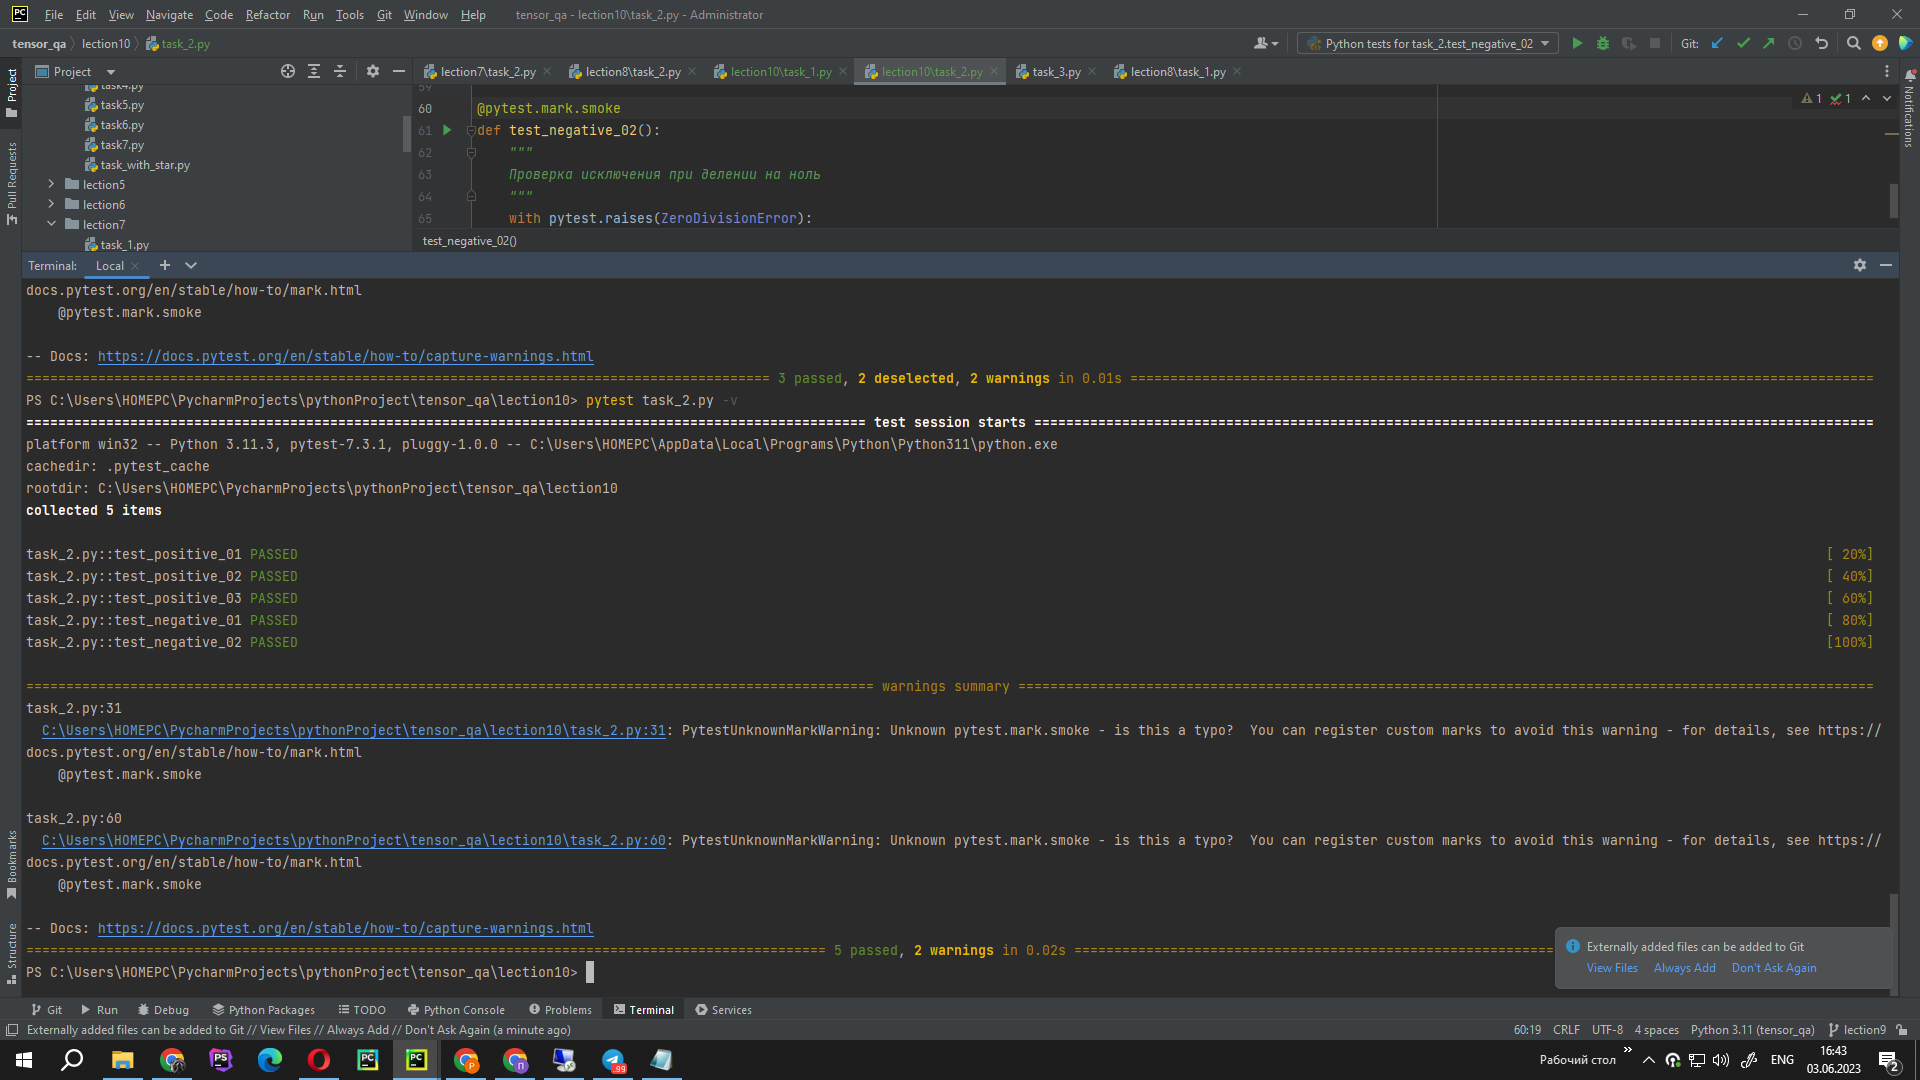 File Edit View Navigate Code Refactor Run Tools Git Window Help tensor_qa - lection10\task_2.py - Administrator
tensor_qa lection10 task_2.py Python tests for task_2.test_negative_02 Git:
Project lection7\task_2.py lection8\task_2.py lection10\task_1.py lection10\task_2.py task_3.py lection8\task_1.py
Project
Pull Requests
Bookmarks
Structure
Notifications
task4.py
task5.py
task6.py
task7.py
task_with_star.py
lection5
lection6
lection7
task_1.py
59
60 @pytest.mark.smoke
61 def test_negative_02():
62 """
63 Проверка исключения при делении на ноль
64 """
65 with pytest.raises(ZeroDivisionError):
1 1
test_negative_02()
Terminal: Local
docs.pytest.org/en/stable/how-to/mark.html
@pytest.mark.smoke
-- Docs: https://docs.pytest.org/en/stable/how-to/capture-warnings.html
3 passed, 2 deselected, 2 warnings in 0.01s
PS C:\Users\HOMEPC\PycharmProjects\pythonProject\tensor_qa\lection10> pytest task_2.py -v
test session starts
platform win32 -- Python 3.11.3, pytest-7.3.1, pluggy-1.0.0 -- C:\Users\HOMEPC\AppData\Local\Programs\Python\Python311\python.exe
cachedir: .pytest_cache
rootdir: C:\Users\HOMEPC\PycharmProjects\pythonProject\tensor_qa\lection10
collected 5 items
task_2.py::test_positive_01 PASSED [ 20%]
task_2.py::test_positive_02 PASSED [ 40%]
task_2.py::test_positive_03 PASSED [ 60%]
task_2.py::test_negative_01 PASSED [ 80%]
task_2.py::test_negative_02 PASSED [100%]
warnings summary
task_2.py:31
C:\Users\HOMEPC\PycharmProjects\pythonProject\tensor_qa\lection10\task_2.py:31: PytestUnknownMarkWarning: Unknown pytest.mark.smoke - is this a typo? You can register custom marks to avoid this warning - for details, see https://
docs.pytest.org/en/stable/how-to/mark.html
@pytest.mark.smoke
task_2.py:60
C:\Users\HOMEPC\PycharmProjects\pythonProject\tensor_qa\lection10\task_2.py:60: PytestUnknownMarkWarning: Unknown pytest.mark.smoke - is this a typo? You can register custom marks to avoid this warning - for details, see https://
docs.pytest.org/en/stable/how-to/mark.html
@pytest.mark.smoke
-- Docs: https://docs.pytest.org/en/stable/how-to/capture-warnings.html
5 passed, 2 warnings in 0.02s
PS C:\Users\HOMEPC\PycharmProjects\pythonProject\tensor_qa\lection10>
Externally added files can be added to Git
View Files Always Add Don't Ask Again
Git Run Debug Python Packages TODO Python Console Problems Terminal Services
Externally added files can be added to Git // View Files // Always Add // Don't Ask Again (a minute ago) 60:19 CRLF UTF-8 4 spaces Python 3.11 (tensor_qa) lection9
Рабочий стол ENG 16:43
03.06.2023 2